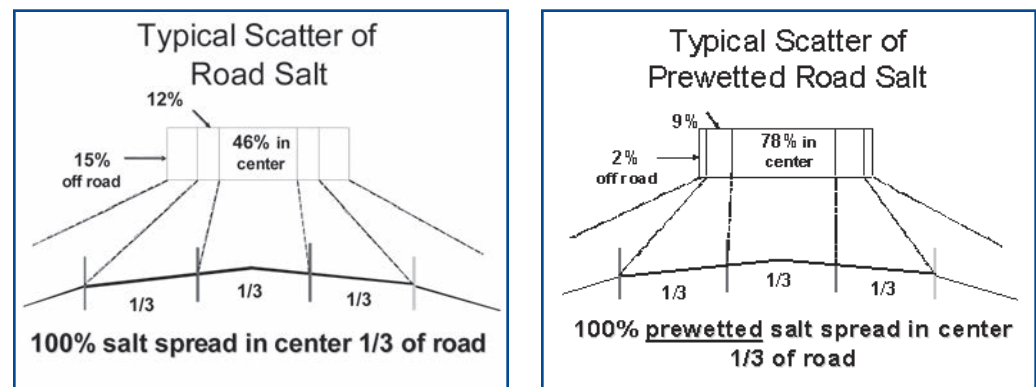 Typical Scatter of
Road Salt
12%
46% in
center
15%
off road
1/3
1/3
1/3
100% salt spread in center 1/3 of road
Typical Scatter of
Prewetted Road Salt
9%
78% in
center
2%
off road
1/3
1/3
1/3
100% prewetted salt spread in center
1/3 of road